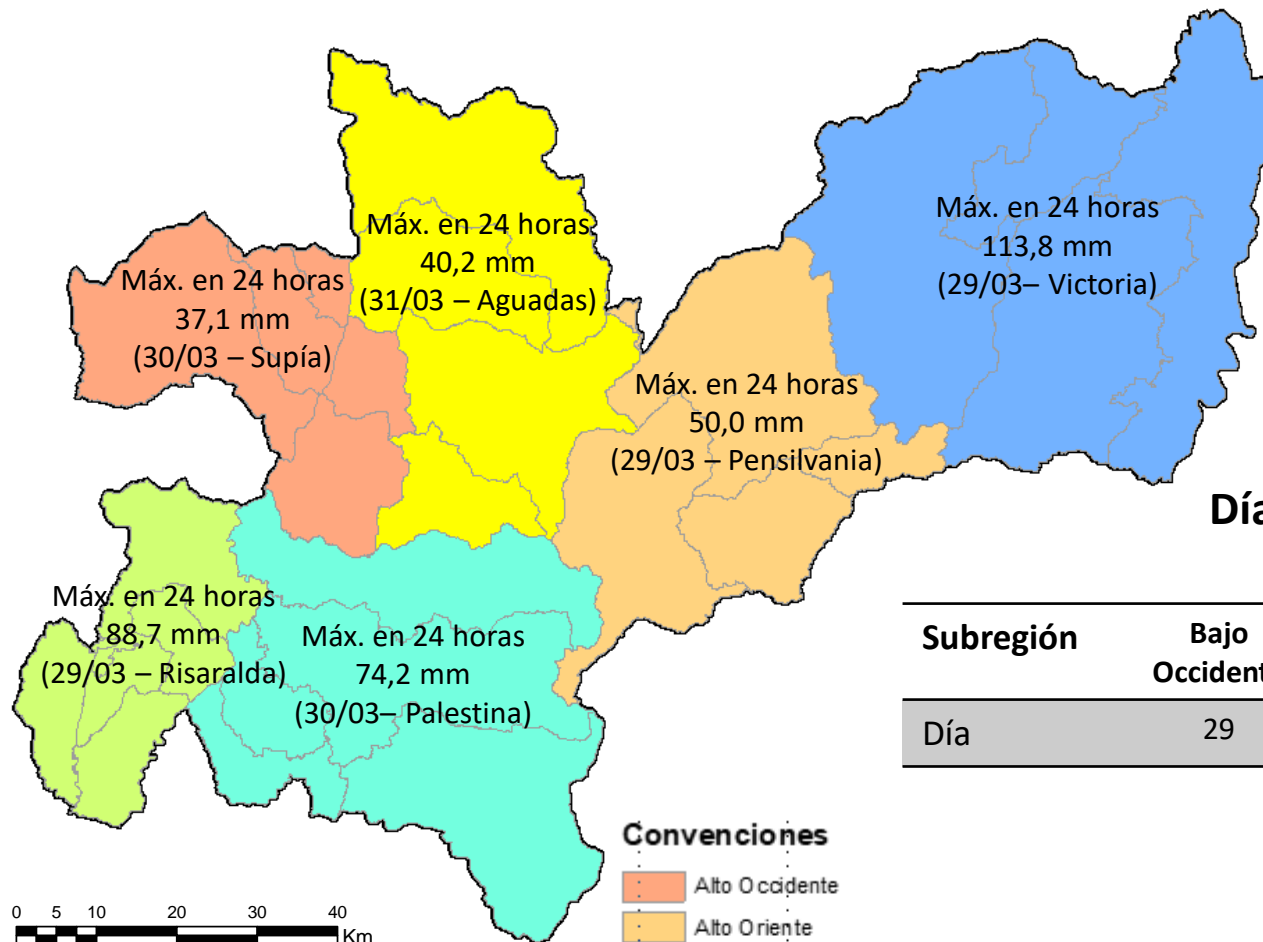 Máx. en 24 horas
40,2 mm
(31/03 – Aguadas)
Máx. en 24 horas
113,8 mm
(29/03– Victoria)
Máx. en 24 horas
37,1 mm
(30/03 – Supía)
Máx. en 24 horas
50,0 mm
(29/03 – Pensilvania)
Máx. en 24 horas
88,7 mm
(29/03 – Risaralda)
Máx. en 24 horas
74,2 mm
(30/03– Palestina)
Día
Subregión Bajo
Occident
Día 29
Convenciones
Alto Occidente
Alto Oriente
0 5 10 20 30 40
Km